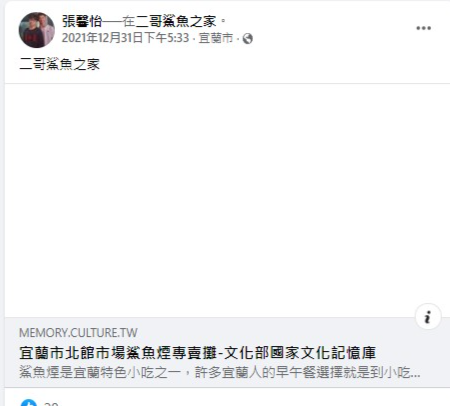 張馨怡──在二哥鯊魚之家。
2021年12月31日下午5:33 · 宜蘭市 ·
二哥鯊魚之家
MEMORY.CULTURE.TW
宜蘭市北館市場鯊魚煙專賣攤-文化部國家文化記憶庫
鯊魚煙是宜蘭特色小吃之一，許多宜蘭人的早午餐選擇就是到小吃...